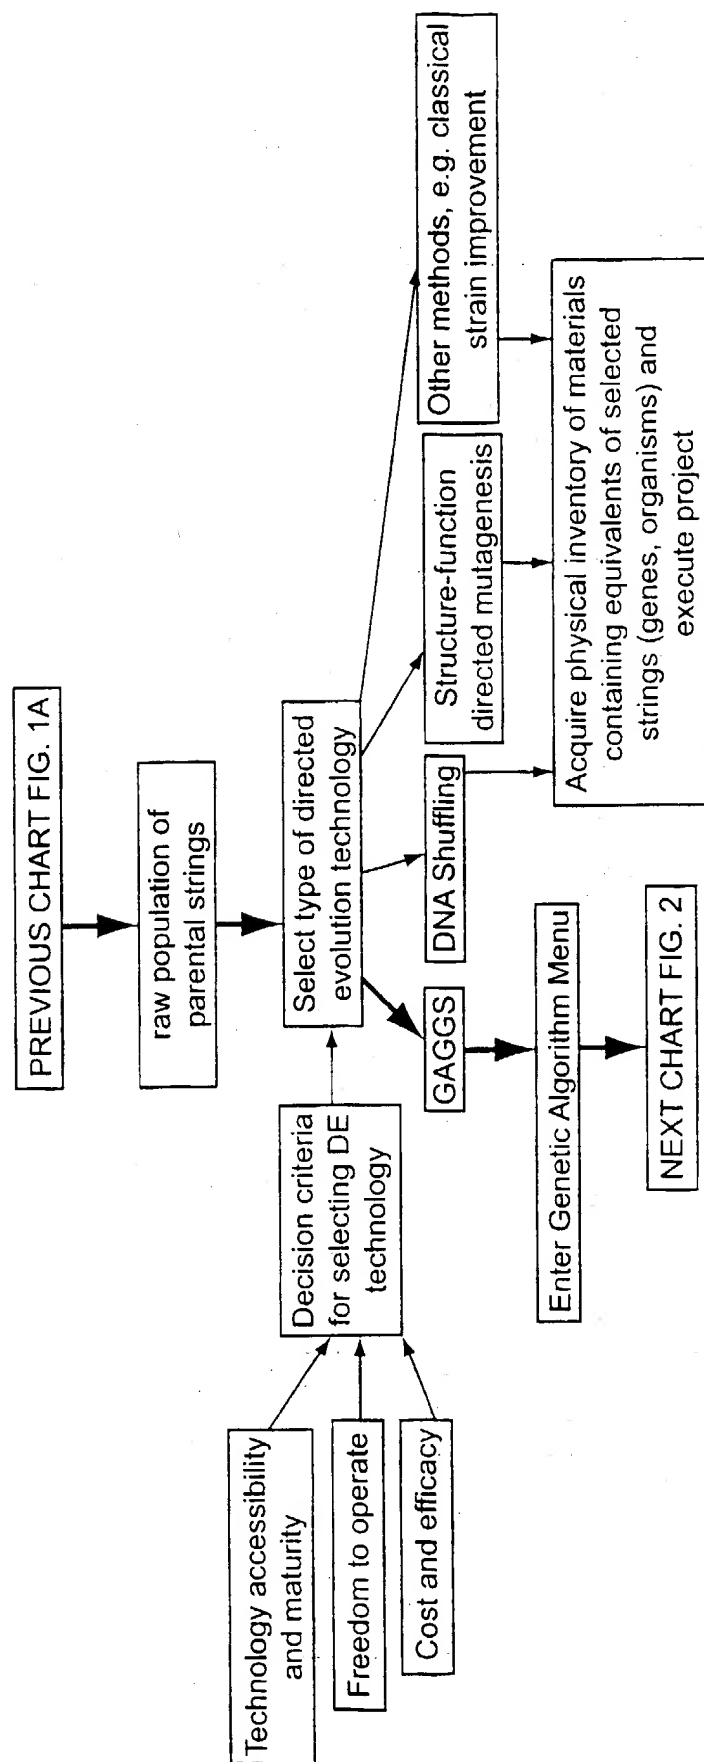 PREVIOUS CHART FIG. 1A
raw population of
parental strings
Technology accessibility
and maturity
Freedom to operate
Cost and efficacy
Decision criteria
for selecting DE
technology
Select type of directed
evolution technology
GAGGS
DNA Shuffling
Structure-function
directed mutagenesis
Other methods, e.g. classical
strain improvement
Enter Genetic Algorithm Menu
Acquire physical inventory of materials
containing equivalents of selected
strings (genes, organisms) and
execute project
NEXT CHART FIG. 2